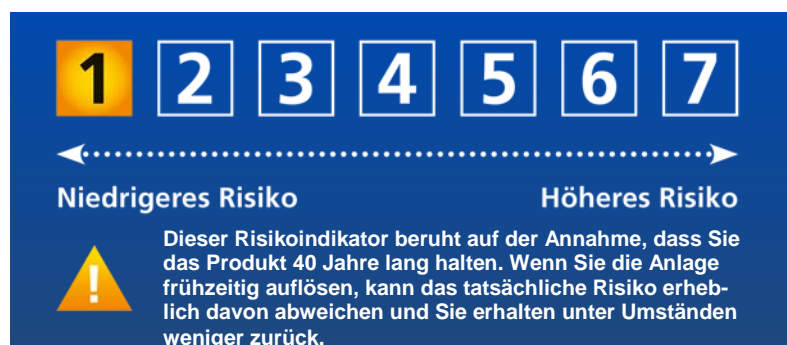 1 2 3 4 5 6 7
Niedrigeres Risiko Höheres Risiko
Dieser Risikoindikator beruht auf der Annahme, dass Sie
das Produkt 40 Jahre lang halten. Wenn Sie die Anlage
frühzeitig auflösen, kann das tatsächliche Risiko erheb-
lich davon abweichen und Sie erhalten unter Umständen
weniger zurück.